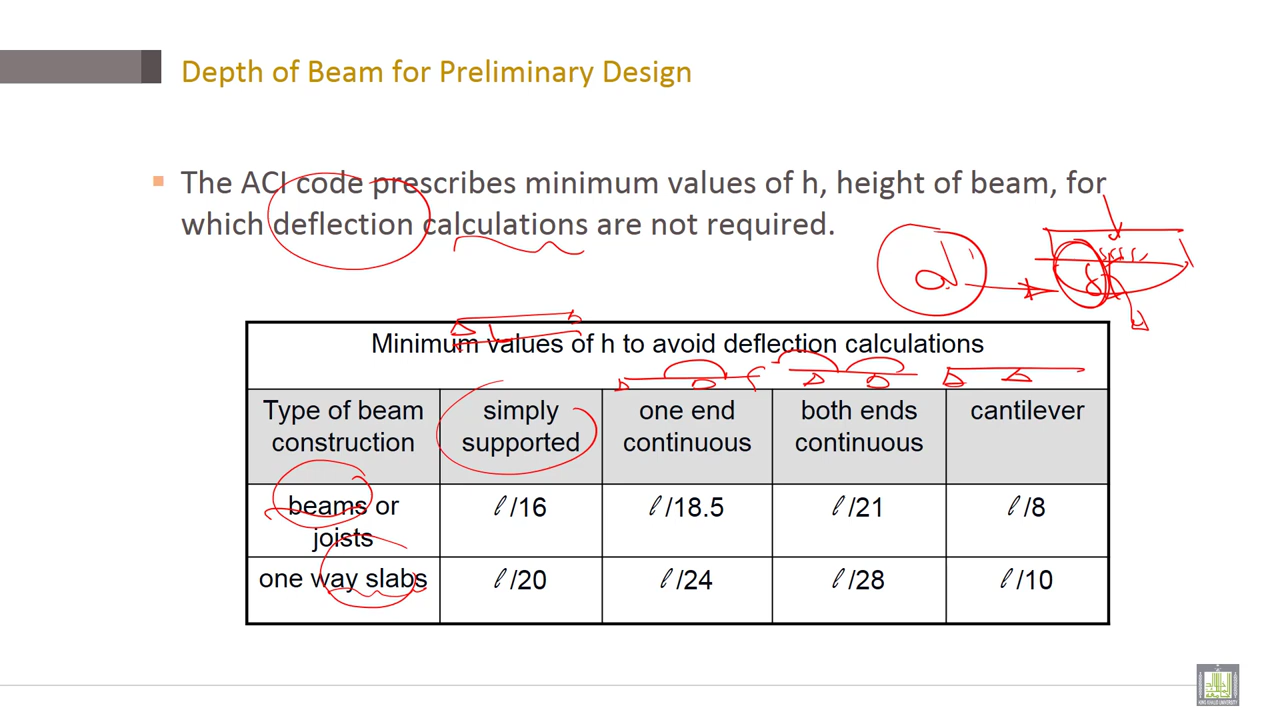 Depth of Beam for Preliminary Design
The ACI code prescribes minimum values of h, height of beam, for
which deflection calculations are not required.
Minimum values of h to avoid deflection calculations
Type of beam construction
simply supported
one end continuous
both ends continuous
cantilever
beams or joists
ℓ/16
ℓ/18.5
ℓ/21
ℓ/8
one way slabs
ℓ/20
ℓ/24
ℓ/28
ℓ/10
KING KHALID UNIVERSITY